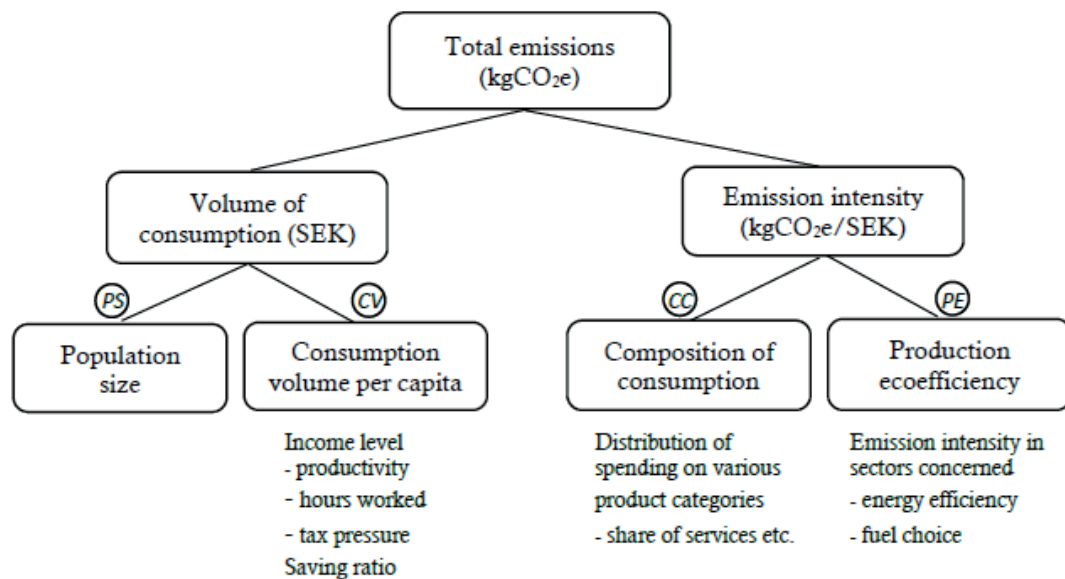 Total emissions
(kgCO₂e)
Volume of
consumption (SEK)
Emission intensity
(kgCO₂e/SEK)
PS
CV
CC
PE
Population
size
Consumption
volume per capita
Composition of
consumption
Production
ecoefficiency
Income level
- productivity
- hours worked
- tax pressure
Saving ratio
Distribution of
spending on various
product categories
- share of services etc.
Emission intensity in
sectors concerned
- energy efficiency
- fuel choice